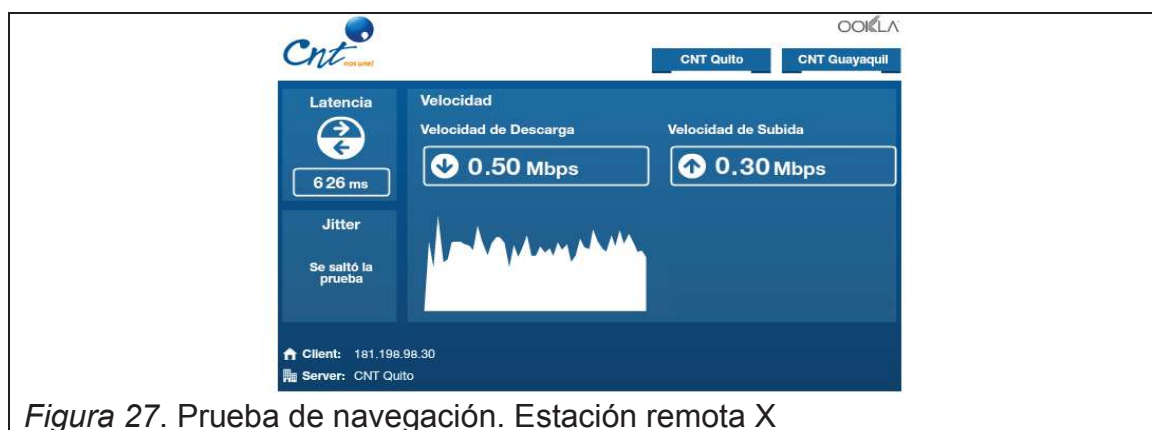 Cnt
nos une!
OOKLA
CNT Quito
CNT Guayaquil
Latencia
626 ms
Velocidad
Velocidad de Descarga
0.50 Mbps
Velocidad de Subida
0.30 Mbps
Jitter
Se saltó la
prueba
Client: 181.198.98.30
Server: CNT Quito
Figura 27. Prueba de navegación. Estación remota X